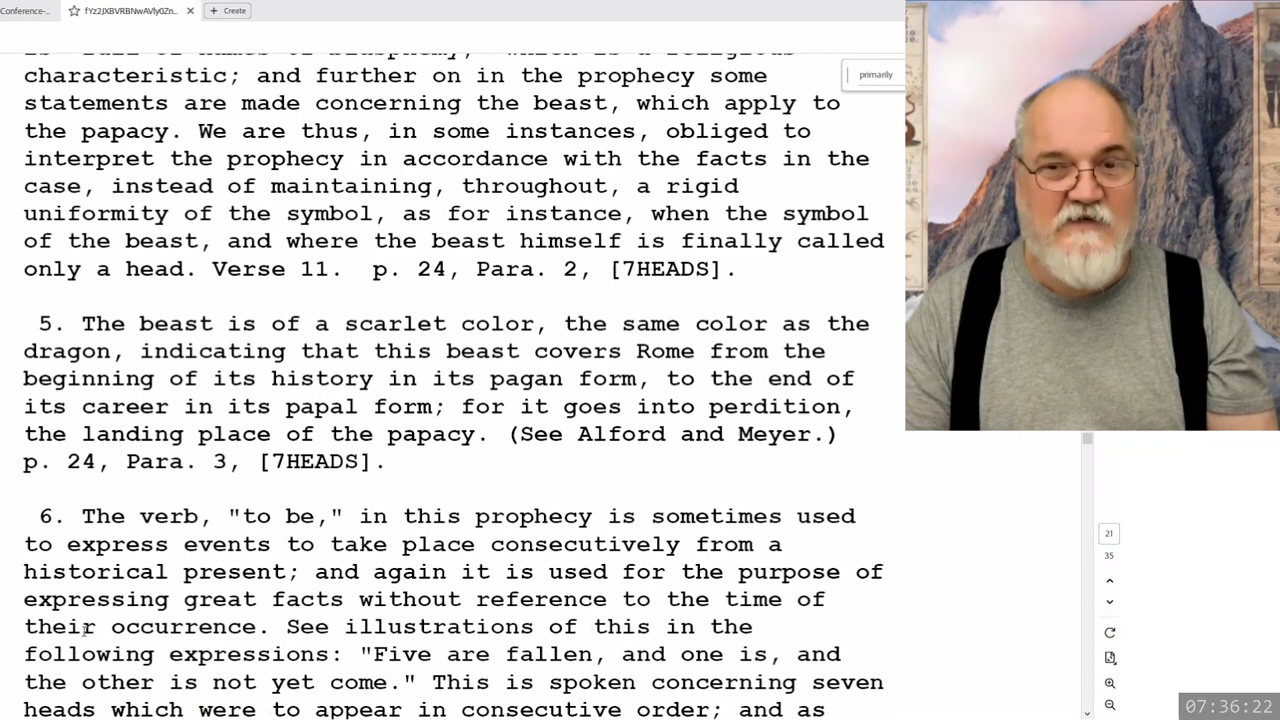 Conference-..
fYz2JXBVRBNwAVly0Zn..
Create
characteristic; and further on in the prophecy some
primarily
statements are made concerning the beast, which apply to
the papacy. We are thus, in some instances, obliged to
interpret the prophecy in accordance with the facts in the
case, instead of maintaining, throughout, a rigid
uniformity of the symbol, as for instance, when the symbol
of the beast, and where the beast himself is finally called
only a head. Verse 11. p. 24, Para. 2, [7HEADS].
5. The beast is of a scarlet color, the same color as the
dragon, indicating that this beast covers Rome from the
beginning of its history in its pagan form, to the end of
its career in its papal form; for it goes into perdition,
the landing place of the papacy. (See Alford and Meyer.)
p. 24, Para. 3, [7HEADS].
6. The verb, "to be," in this prophecy is sometimes used
to express events to take place consecutively from a
historical present; and again it is used for the purpose of
expressing great facts without reference to the time of
their occurrence. See illustrations of this in the
following expressions: "Five are fallen, and one is, and
the other is not yet come." This is spoken concerning seven
heads which were to appear in consecutive order; and as
21
35
07:36:22